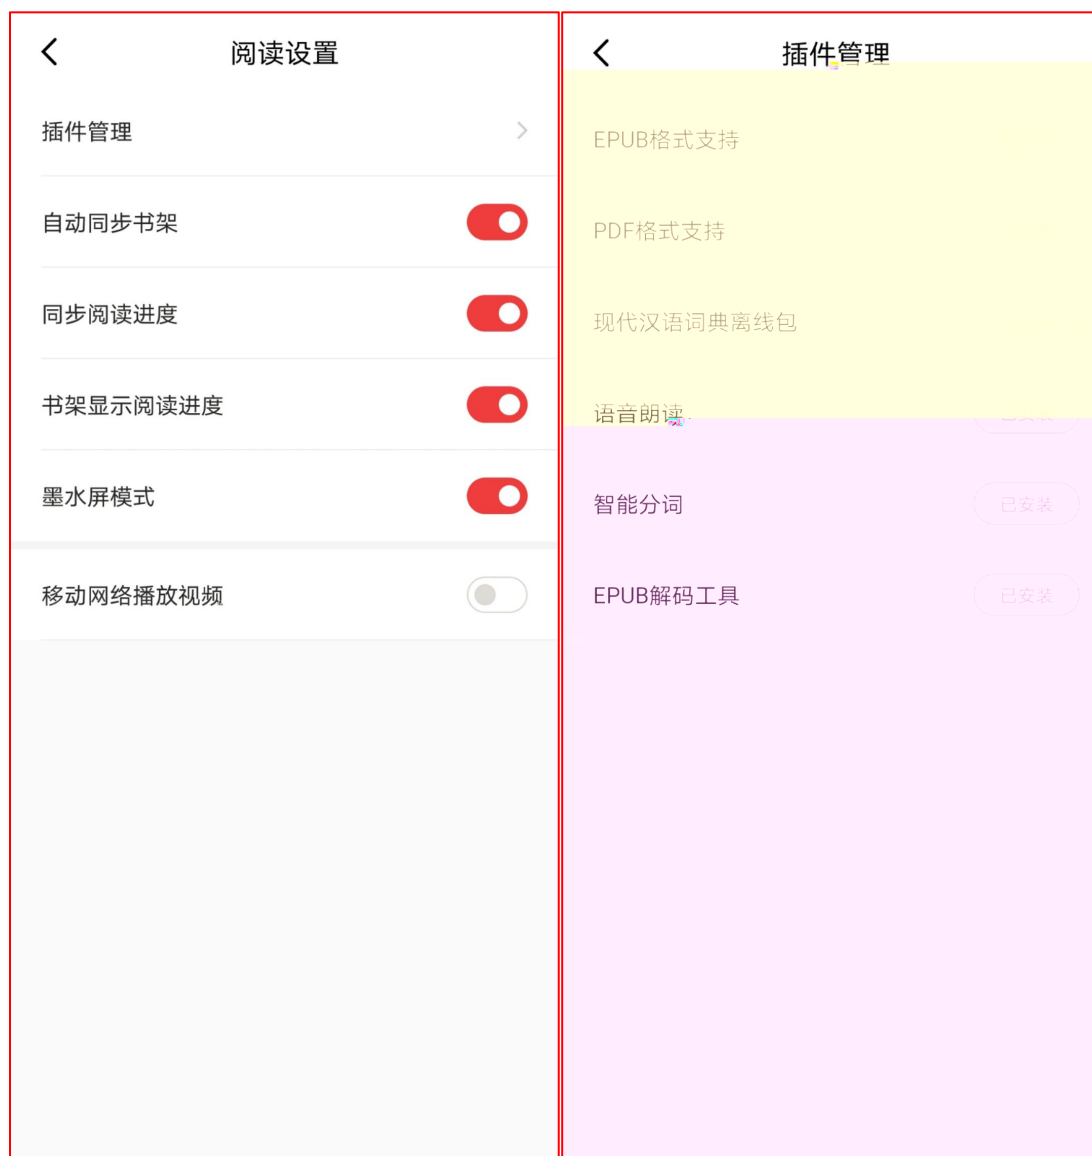 阅读设置
插件管理
自动同步书架
同步阅读进度
书架显示阅读进度
墨水屏模式
移动网络播放视频
插件管理
EPUB格式支持
PDF格式支持
现代汉语词典离线包
语音朗读
智能分词
已安装
EPUB解码工具
已安装